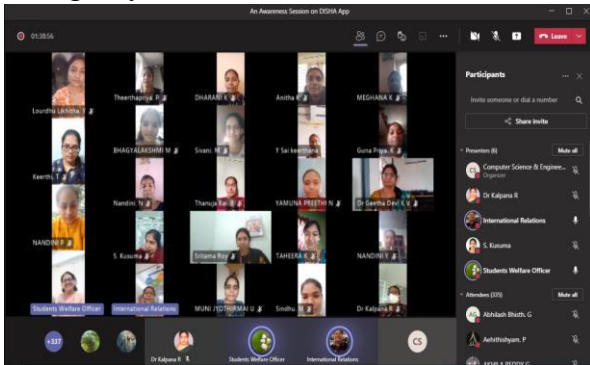 An Awareness Session on DISHA App
01:38:56
Leave
Lourdhu Likhitha. Y
Theerthapriya. P
DHARANI K
Anitha K
MEGHANA K
Keerthi. T
BHAGYALAKSHMI M
Sivani. M
Y Sai keerthana
Guna Priya. K
NANDINI P
Nandini. N
Thanuja Rai. B
YAMUNA PREETHI N
Dr Geetha Devi K V
S. Kusuma
Sritama Roy
TAHEERA K
NANDINI Y
Students Welfare Officer
International Relations
MUNI JYOTHIRMAI U
Sindhu. M
Dr Kalpana R
+337
Dr Kalpana R
Students Welfare Officer
International Relations
CS
Participants
Invite someone or dial a number
Share invite
Presenters (6)
Mute all
CS
Computer Science & Enginee...
Organizer
Dr Kalpana R
International Relations
S. Kusuma
Students Welfare Officer
Attendees (335)
Mute all
AG
Abhilash Bhisth. G
Aehithshyam. P